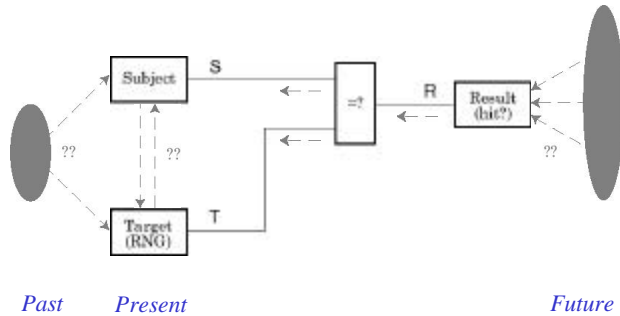 Subject
S
=?
R
Result
(hit?)
??
??
??
Target
(RNG)
T
Past
Present
Future